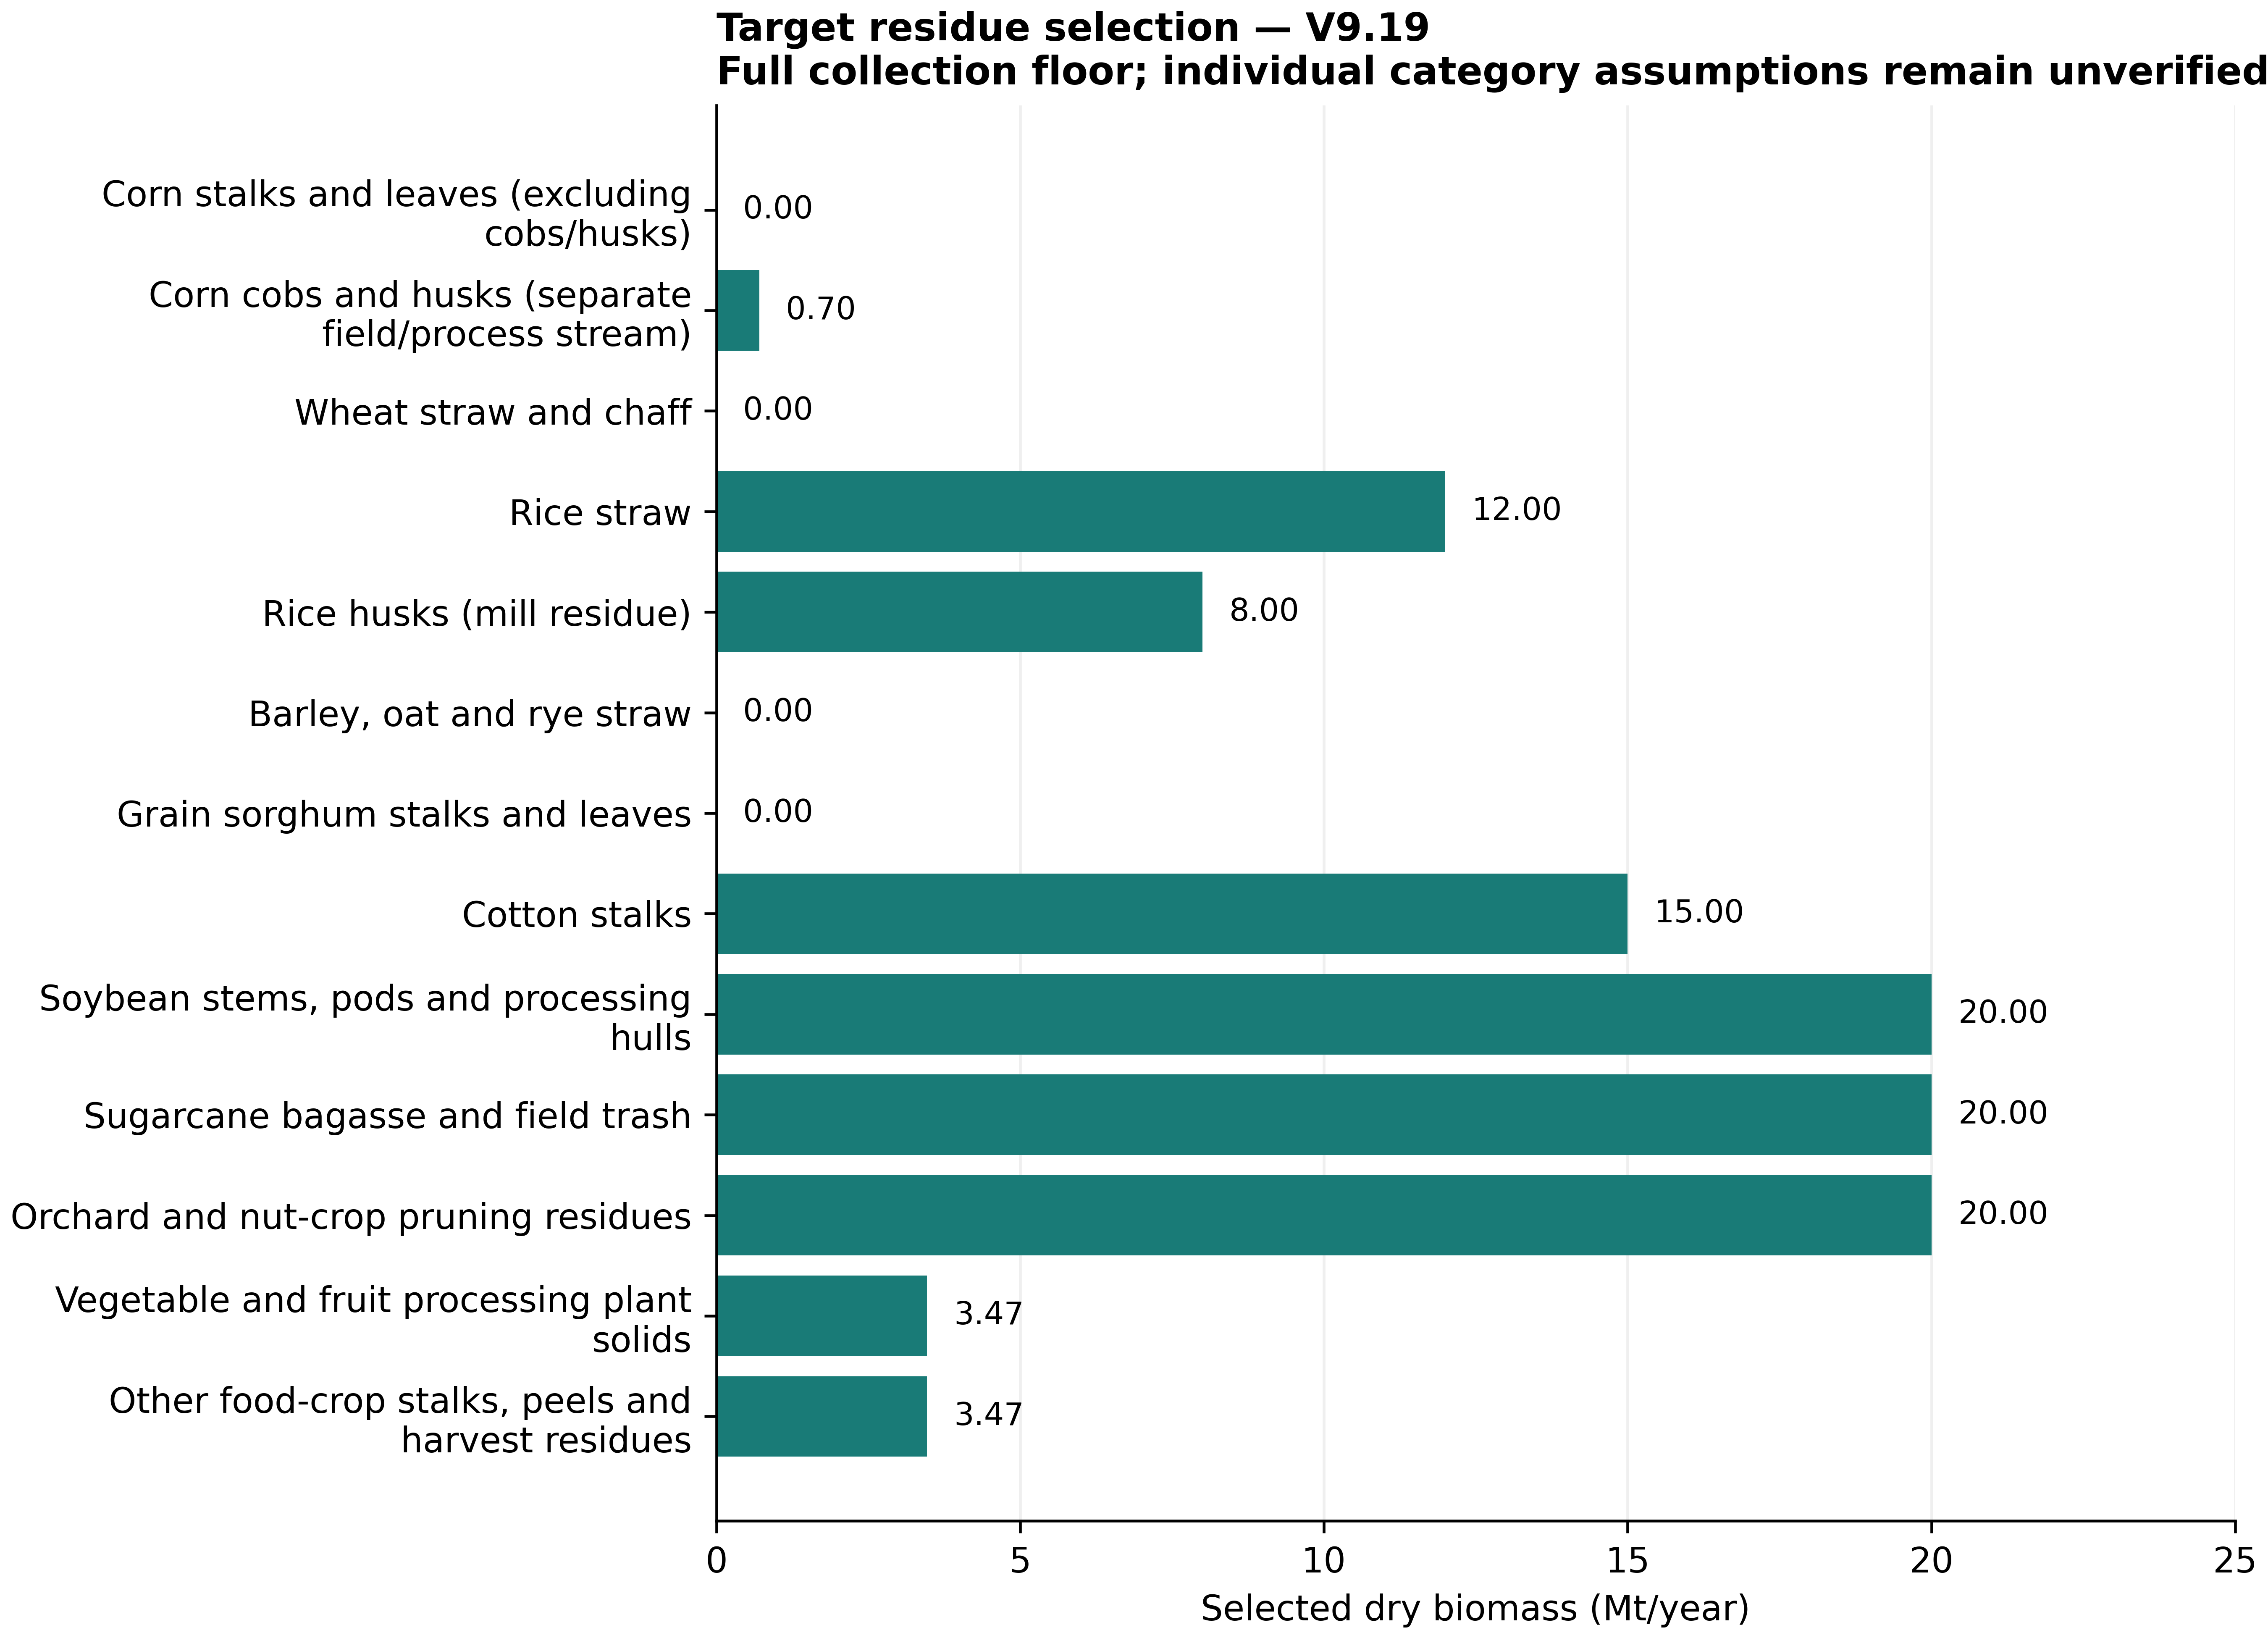 Target residue selection — V9.19
Full collection floor; individual category assumptions remain unverified
Corn stalks and leaves (excluding
cobs/husks)
0.00
Corn cobs and husks (separate
field/process stream)
0.70
Wheat straw and chaff
0.00
Rice straw
12.00
Rice husks (mill residue)
8.00
Barley, oat and rye straw
0.00
Grain sorghum stalks and leaves
0.00
Cotton stalks
15.00
Soybean stems, pods and processing
hulls
20.00
Sugarcane bagasse and field trash
20.00
Orchard and nut-crop pruning residues
20.00
Vegetable and fruit processing plant
solids
3.47
Other food-crop stalks, peels and
harvest residues
3.47
0 5 10 15 20 25
Selected dry biomass (Mt/year)